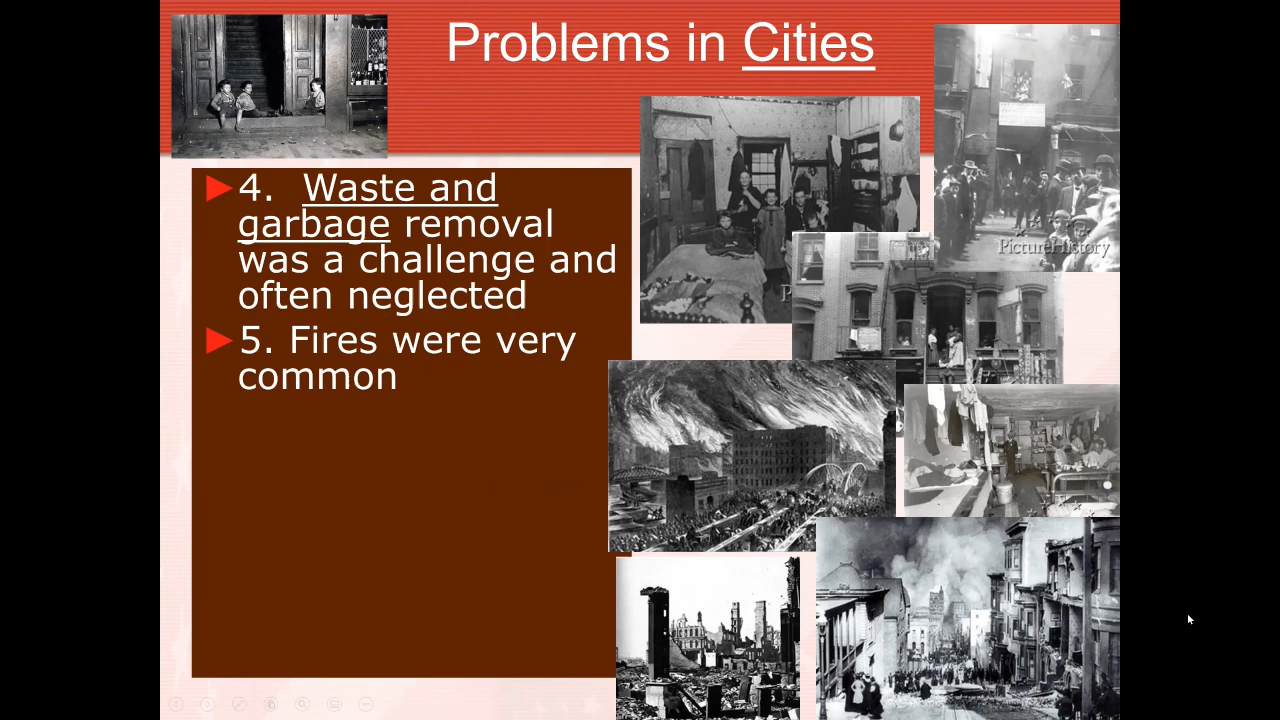 Problems in Cities
4. Waste and
garbage removal
was a challenge and
often neglected
5. Fires were very
common
PictureHistory